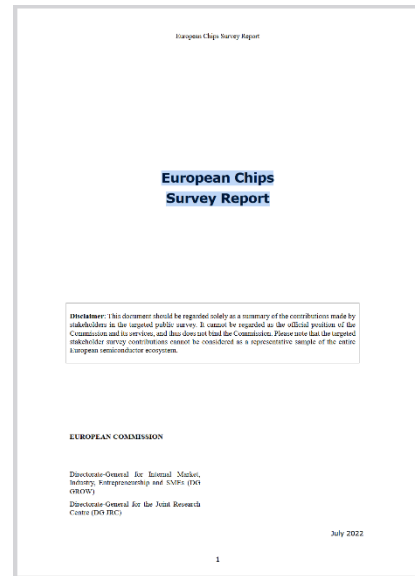 European Chips Survey Report
European Chips
Survey Report
Disclaimer: This document should be regarded solely as a summary of the contributions made by
stakeholders in the targeted public survey. It cannot be regarded as the official position of the
Commission and its services, and thus does not bind the Commission. Please note that the targeted
stakeholder survey contributions cannot be considered as a representative sample of the entire
European semiconductor ecosystem.
EUROPEAN COMMISSION
Directorate-General for Internal Market,
Industry, Entrepreneurship and SMEs (DG
GROW)
Directorate-General for the Joint Research
Centre (DG JRC)
July 2022
1